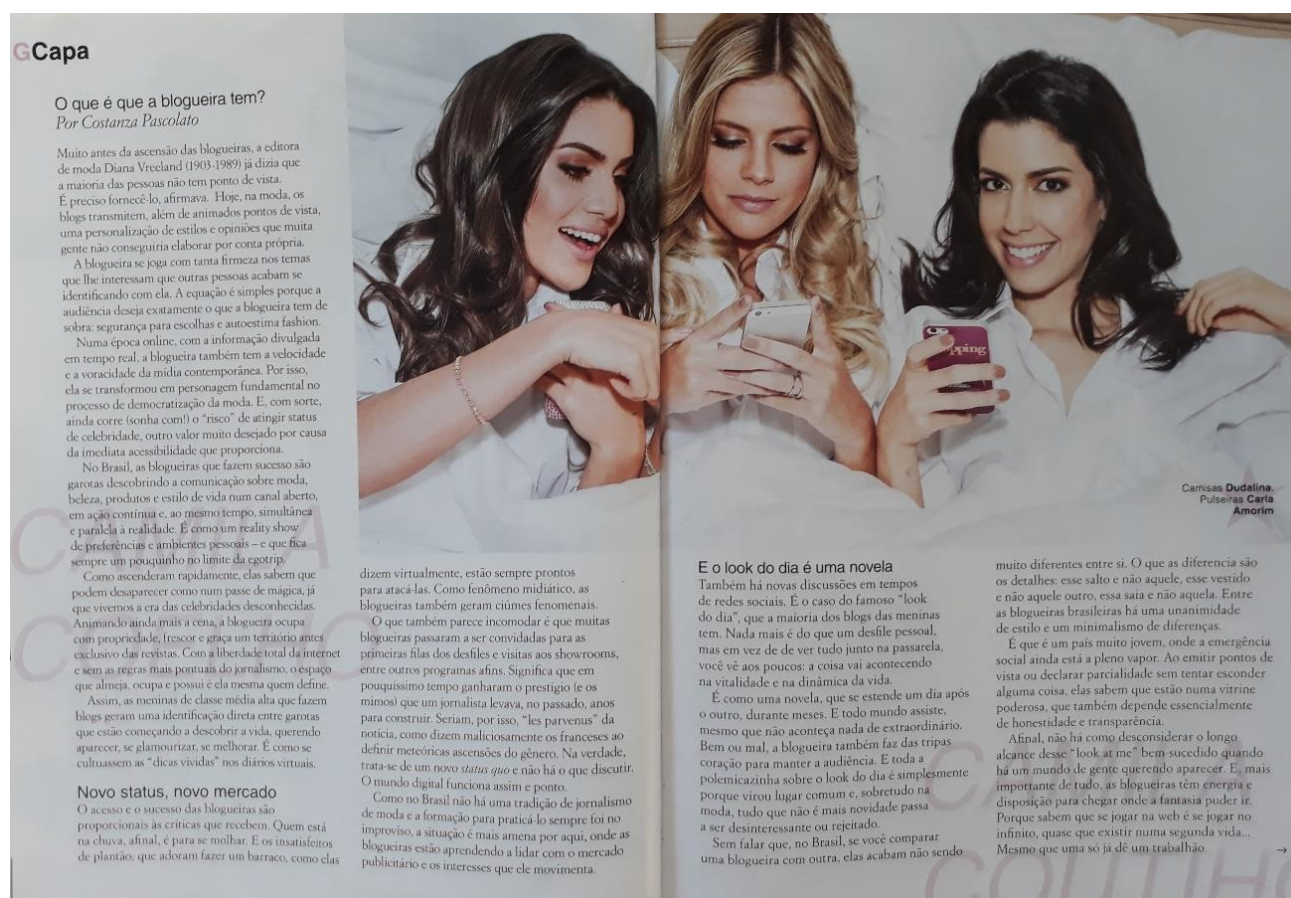 GCapa
O que é que a blogueira tem?
Por Costanza Pascolato
Muito antes da ascensão das blogueiras, a editora
de moda Diana Vreeland (1903-1989) já dizia que
a maioria das pessoas não tem ponto de vista.
É preciso fornecê-lo, afirmava. Hoje, na moda, os
blogs transmitem, além de animados pontos de vista,
uma personalização de estilos e opiniões que muita
gente não conseguiria elaborar por conta própria.
A blogueira se joga com tanta firmeza nos temas
que lhe interessam que outras pessoas acabam se
identificando com ela. A equação é simples porque a
audiência deseja exatamente o que a blogueira tem de
sobra: segurança para escolhas e autoestima fashion.
Numa época online, com a informação divulgada
em tempo real, a blogueira também tem a velocidade
e a voracidade da mídia contemporânea. Por isso,
ela se transformou em personagem fundamental no
processo de democratização da moda. E, com sorte,
ainda corre (sonha com!) o “risco” de atingir status
de celebridade, outro valor muito desejado por causa
da imediata acessibilidade que proporciona.
No Brasil, as blogueiras que fazem sucesso são
garotas descobrindo a comunicação sobre moda,
beleza, produtos e estilo de vida num canal aberto,
em ação contínua e, ao mesmo tempo, simultânea
e paralela à realidade. É como um reality show
de preferências e ambientes pessoais – e que fica
sempre um pouquinho no limite da egotrip.
Como ascenderam rapidamente, elas sabem que
podem desaparecer como num passe de mágica, já
que vivemos a era das celebridades desconhecidas.
Animando ainda mais a cena, a blogueira ocupa
com propriedade, frescor e graça um território antes
exclusivo das revistas. Com a liberdade total da internet
e sem as regras mais pontuais do jornalismo, o espaço
que almeja, ocupa e possui é ela mesma quem define.
Assim, as meninas de classe média alta que fazem
blogs geram uma identificação direta entre garotas
que estão começando a descobrir a vida, querendo
aparecer, se glamourizar, se melhorar. É como se
cultuassem as “dicas vividas” nos diários virtuais.
Novo status, novo mercado
O acesso e o sucesso das blogueiras são
proporcionais às críticas que recebem. Quem está
na chuva, afinal, é para se molhar. E os insatisfeitos
de plantão, que adoram fazer um barraco, como elas
dizem virtualmente, estão sempre prontos
para atacá-las. Como fenômeno midiático, as
blogueiras também geram ciúmes fenomenais.
O que também parece incomodar é que muitas
blogueiras passaram a ser convidadas para as
primeiras filas dos desfiles e visitas aos showrooms,
entre outros programas afins. Significa que em
pouquíssimo tempo ganharam o prestígio (e os
mimos) que um jornalista levava, no passado, anos
para construir. Seriam, por isso, “les parvenus” da
notícia, como dizem maliciosamente os franceses ao
definir meteóricas ascensões do gênero. Na verdade,
trata-se de um novo status quo e não há o que discutir.
O mundo digital funciona assim e ponto.
Como no Brasil não há uma tradição de jornalismo
de moda e a formação para praticá-lo sempre foi no
improviso, a situação é mais amena por aqui, onde as
blogueiras estão aprendendo a lidar com o mercado
publicitário e os interesses que ele movimenta.
pping
Camisas Dudalina.
Pulseiras Carla
Amorim
E o look do dia é uma novela
Também há novas discussões em tempos
de redes sociais. É o caso do famoso “look
do dia”, que a maioria dos blogs das meninas
tem. Nada mais é do que um desfile pessoal,
mas em vez de de ver tudo junto na passarela,
você vê aos poucos: a coisa vai acontecendo
na vitalidade e na dinâmica da vida.
É como uma novela, que se estende um dia após
o outro, durante meses. E todo mundo assiste,
mesmo que não aconteça nada de extraordinário.
Bem ou mal, a blogueira também faz das tripas
coração para manter a audiência. E toda a
polemicazinha sobre o look do dia é simplesmente
porque virou lugar comum e, sobretudo na
moda, tudo que não é mais novidade passa
a ser desinteressante ou rejeitado.
Sem falar que, no Brasil, se você comparar
uma blogueira com outra, elas acabam não sendo
muito diferentes entre si. O que as diferencia são
os detalhes: esse salto e não aquele, esse vestido
e não aquele outro, essa saia e não aquela. Entre
as blogueiras brasileiras há uma unanimidade
de estilo e um minimalismo de diferenças.
É que é um país muito jovem, onde a emergência
social ainda está a pleno vapor. Ao emitir pontos de
vista ou declarar parcialidade sem tentar esconder
alguma coisa, elas sabem que estão numa vitrine
poderosa, que também depende essencialmente
de honestidade e transparência.
Afinal, não há como desconsiderar o longo
alcance desse “look at me” bem-sucedido quando
há um mundo de gente querendo aparecer. E, mais
importante de tudo, as blogueiras têm energia e
disposição para chegar onde a fantasia puder ir.
Porque sabem que se jogar na web é se jogar no
infinito, quase que existir numa segunda vida...
Mesmo que uma só já dê um trabalhão.
→
CAMILA
COUTINHO
CAMILA
COUTINHO